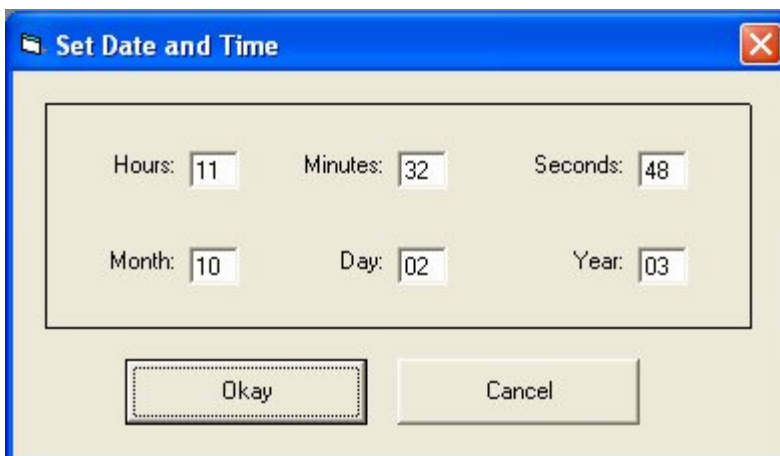 Set Date and Time
Hours: 11 Minutes: 32 Seconds: 48
Month: 10 Day: 02 Year: 03
Okay Cancel